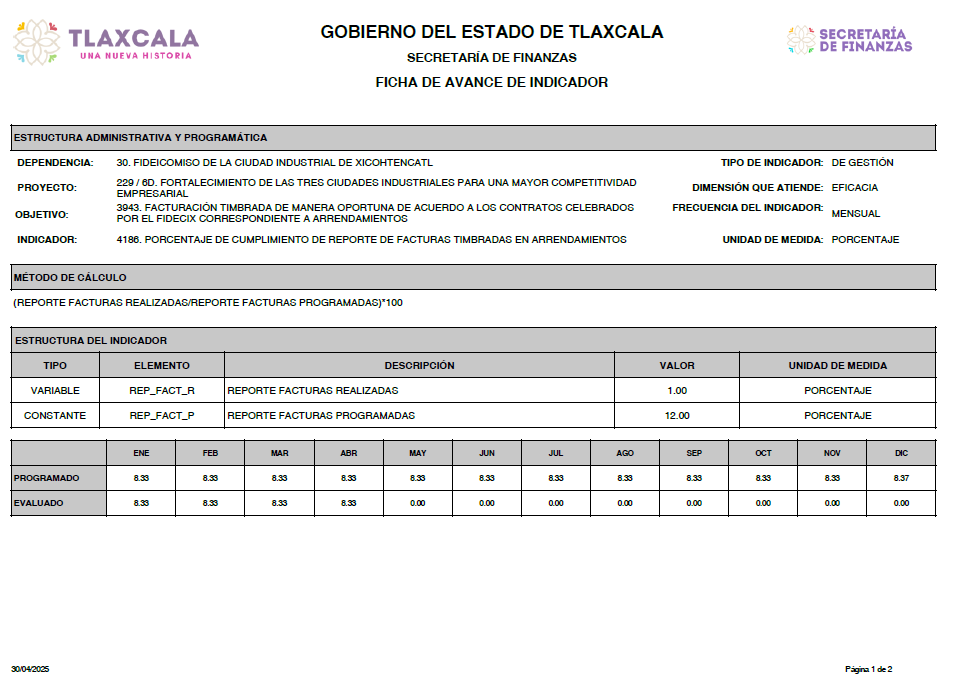 TLAXCALA
UNA NUEVA HISTORIA
GOBIERNO DEL ESTADO DE TLAXCALA
SECRETARÍA DE FINANZAS
FICHA DE AVANCE DE INDICADOR
SECRETARÍA
DE FINANZAS
ESTRUCTURA ADMINISTRATIVA Y PROGRAMÁTICA
DEPENDENCIA: 30. FIDEICOMISO DE LA CIUDAD INDUSTRIAL DE XICOHTENCATL TIPO DE INDICADOR: DE GESTIÓN
PROYECTO: 229 / 6D. FORTALECIMIENTO DE LAS TRES CIUDADES INDUSTRIALES PARA UNA MAYOR COMPETITIVIDAD
EMPRESARIAL DIMENSIÓN QUE ATIENDE: EFICACIA
OBJETIVO: 3943. FACTURACIÓN TIMBRADA DE MANERA OPORTUNA DE ACUERDO A LOS CONTRATOS CELEBRADOS
POR EL FIDECIX CORRESPONDIENTE A ARRENDAMIENTOS FRECUENCIA DEL INDICADOR: MENSUAL
INDICADOR: 4186. PORCENTAJE DE CUMPLIMIENTO DE REPORTE DE FACTURAS TIMBRADAS EN ARRENDAMIENTOS UNIDAD DE MEDIDA: PORCENTAJE
MÉTODO DE CÁLCULO
(REPORTE FACTURAS REALIZADAS/REPORTE FACTURAS PROGRAMADAS)*100
ESTRUCTURA DEL INDICADOR
TIPO ELEMENTO DESCRIPCIÓN VALOR UNIDAD DE MEDIDA
VARIABLE REP_FACT_R REPORTE FACTURAS REALIZADAS 1.00 PORCENTAJE
CONSTANTE REP_FACT_P REPORTE FACTURAS PROGRAMADAS 12.00 PORCENTAJE
ENE FEB MAR ABR MAY JUN JUL AGO SEP OCT NOV DIC
PROGRAMADO 8.33 8.33 8.33 8.33 8.33 8.33 8.33 8.33 8.33 8.33 8.33 8.37
EVALUADO 8.33 8.33 8.33 8.33 0.00 0.00 0.00 0.00 0.00 0.00 0.00 0.00
30/04/2025 Página 1 de 2